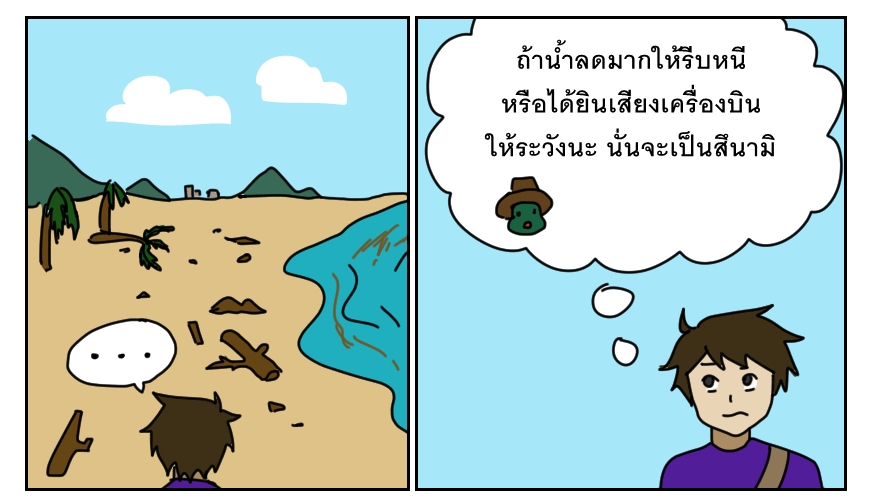 ...
ถ้าน้ำลดมากให้รีบหนี
หรือได้ยินเสียงเครื่องบิน
ให้ระวังนะ นั่นจะเป็นสึนามิ